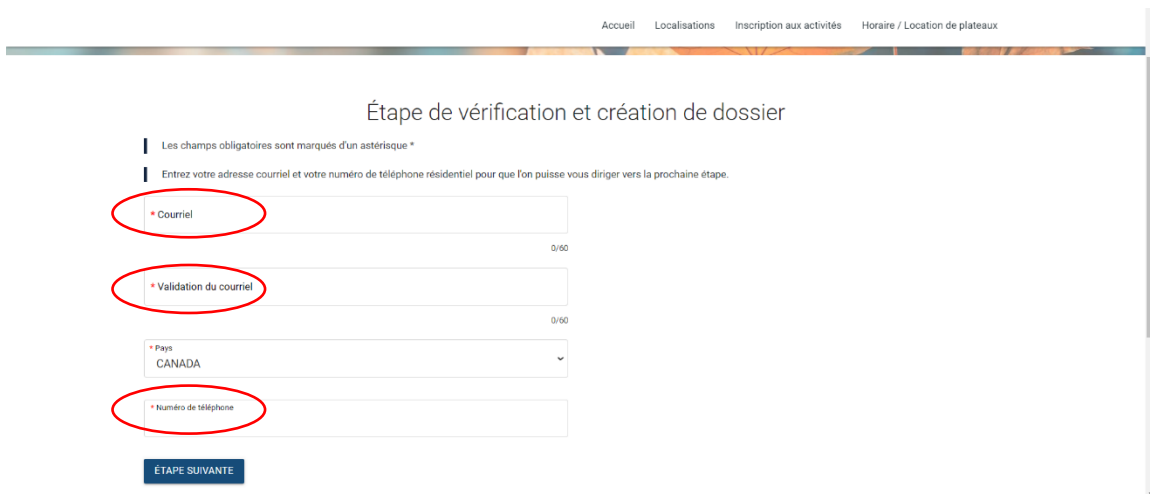 Accueil Localisations Inscription aux activités Horaire / Location de plateaux
Étape de vérification et création de dossier
Les champs obligatoires sont marqués d'un astérisque *
Entrez votre adresse courriel et votre numéro de téléphone résidentiel pour que l'on puisse vous diriger vers la prochaine étape.
* Courriel
0/60
* Validation du courriel
0/60
* Pays
CANADA
* Numéro de téléphone
ÉTAPE SUIVANTE